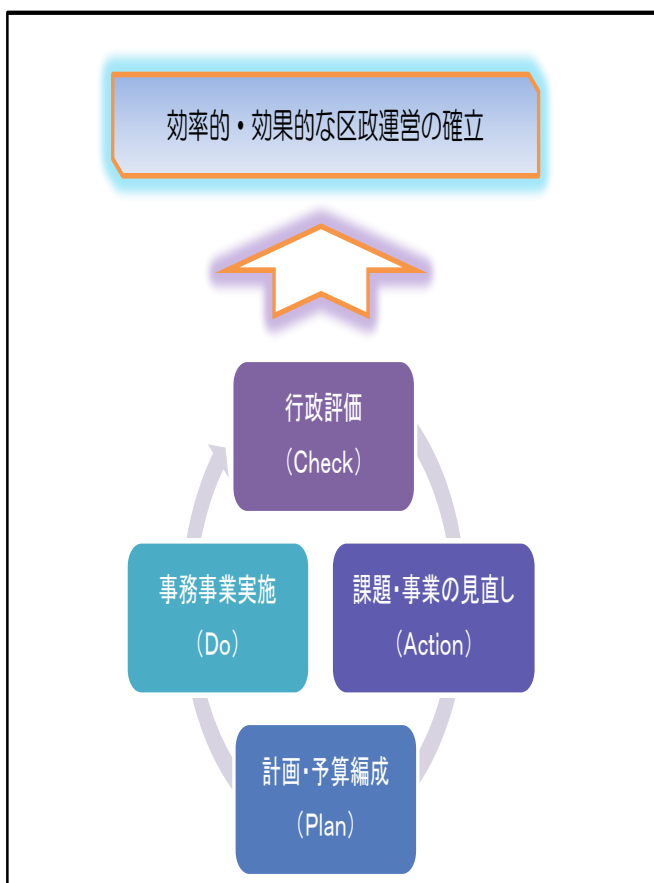 効率的・効果的な区政運営の確立
行政評価
（Check）
事務事業実施
（Do）
課題・事業の見直し
（Action）
計画・予算編成
（Plan）